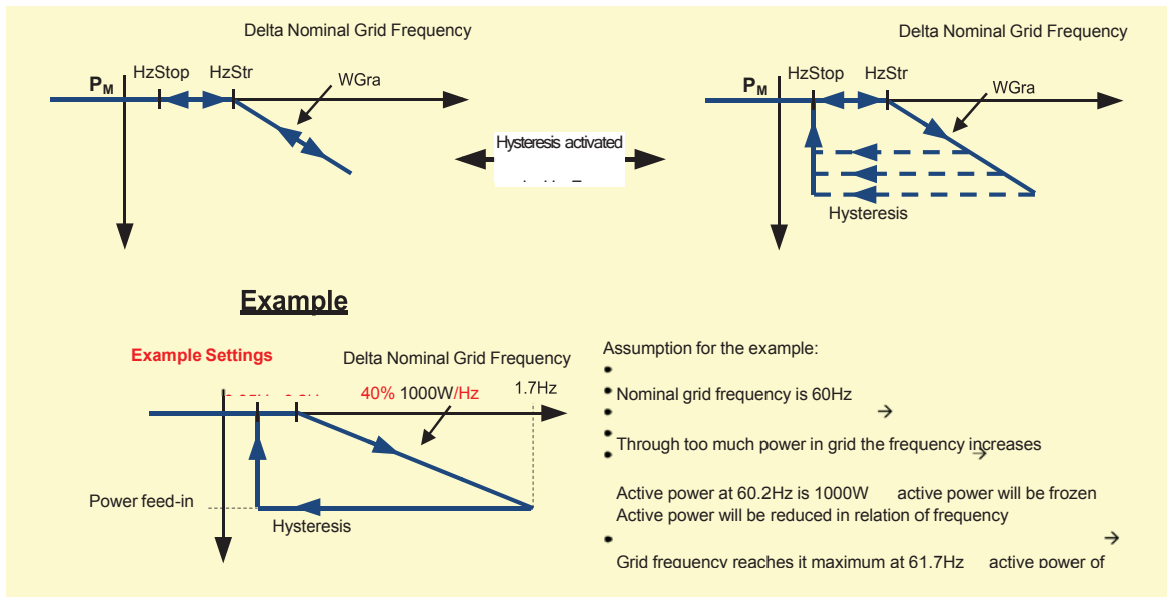 Delta Nominal Grid Frequency
P_M HzStop HzStr WGra
Delta Nominal Grid Frequency
P_M HzStop HzStr WGra
Hysteresis activated
Hysteresis
Example
Example Settings
Delta Nominal Grid Frequency
40% 1000W/Hz
1.7Hz
Power feed-in
Hysteresis
Assumption for the example:
• Nominal grid frequency is 60Hz
→
• Through too much power in grid the frequency increases
→
Active power at 60.2Hz is 1000W active power will be frozen
Active power will be reduced in relation of frequency
→
Grid frequency reaches it maximum at 61.7Hz active power of